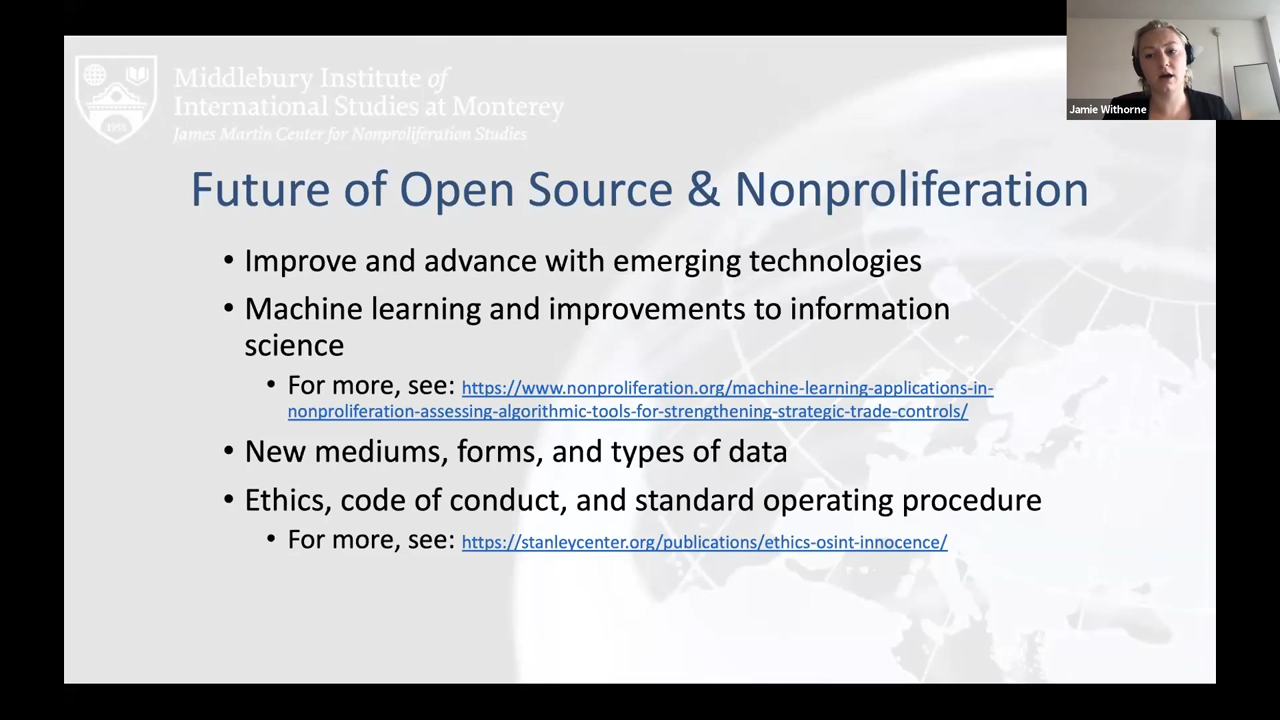 Middlebury Institute of
International Studies at Monterey
James Martin Center for Nonproliferation Studies
1955
Jamie Withorne
Future of Open Source & Nonproliferation
• Improve and advance with emerging technologies
• Machine learning and improvements to information
science
• For more, see: https://www.nonproliferation.org/machine-learning-applications-in-
nonproliferation-assessing-algorithmic-tools-for-strengthening-strategic-trade-controls/
• New mediums, forms, and types of data
• Ethics, code of conduct, and standard operating procedure
• For more, see: https://stanleycenter.org/publications/ethics-osint-innocence/